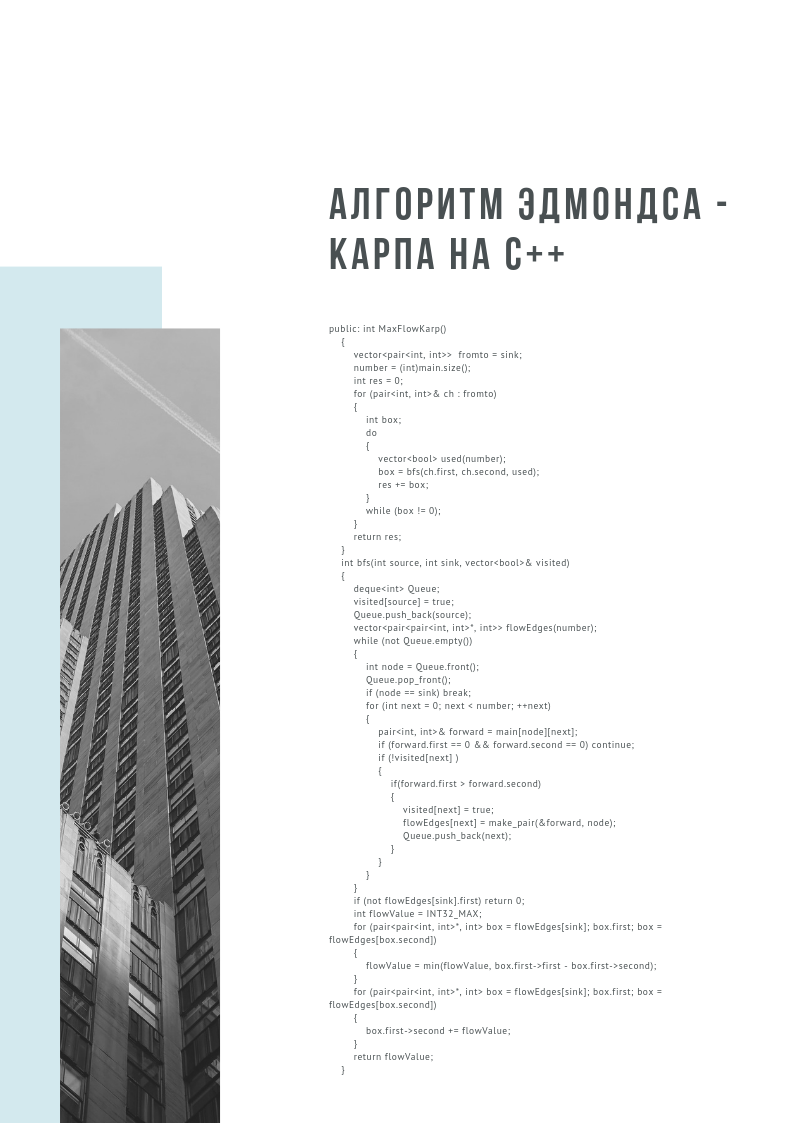 АЛГОРИТМ ЭДМОНДСА -
КАРПА НА C++
public: int MaxFlowKarp()
{
vector<pair<int, int>>  fromto = sink;
number = (int)main.size();
int res = 0;
for (pair<int, int>& ch : fromto)
{
int box;
do
{
vector<bool> used(number);
box = bfs(ch.first, ch.second, used);
res += box;
}
while (box != 0);
}
return res;
}
int bfs(int source, int sink, vector<bool>& visited)
{
deque<int> Queue;
visited[source] = true;
Queue.push_back(source);
vector<pair<pair<int, int>*, int>> flowEdges(number);
while (not Queue.empty())
{
int node = Queue.front();
Queue.pop_front();
if (node == sink) break;
for (int next = 0; next < number; ++next)
{
pair<int, int>& forward = main[node][next];
if (forward.first == 0 && forward.second == 0) continue;
if (!visited[next] )
{
if(forward.first > forward.second)
{
visited[next] = true;
flowEdges[next] = make_pair(&forward, node);
Queue.push_back(next);
}
}
}
}
if (not flowEdges[sink].first) return 0;
int flowValue = INT32_MAX;
for (pair<pair<int, int>*, int> box = flowEdges[sink]; box.first; box =
flowEdges[box.second])
{
flowValue = min(flowValue, box.first->first - box.first->second);
}
for (pair<pair<int, int>*, int> box = flowEdges[sink]; box.first; box =
flowEdges[box.second])
{
box.first->second += flowValue;
}
return flowValue;
}